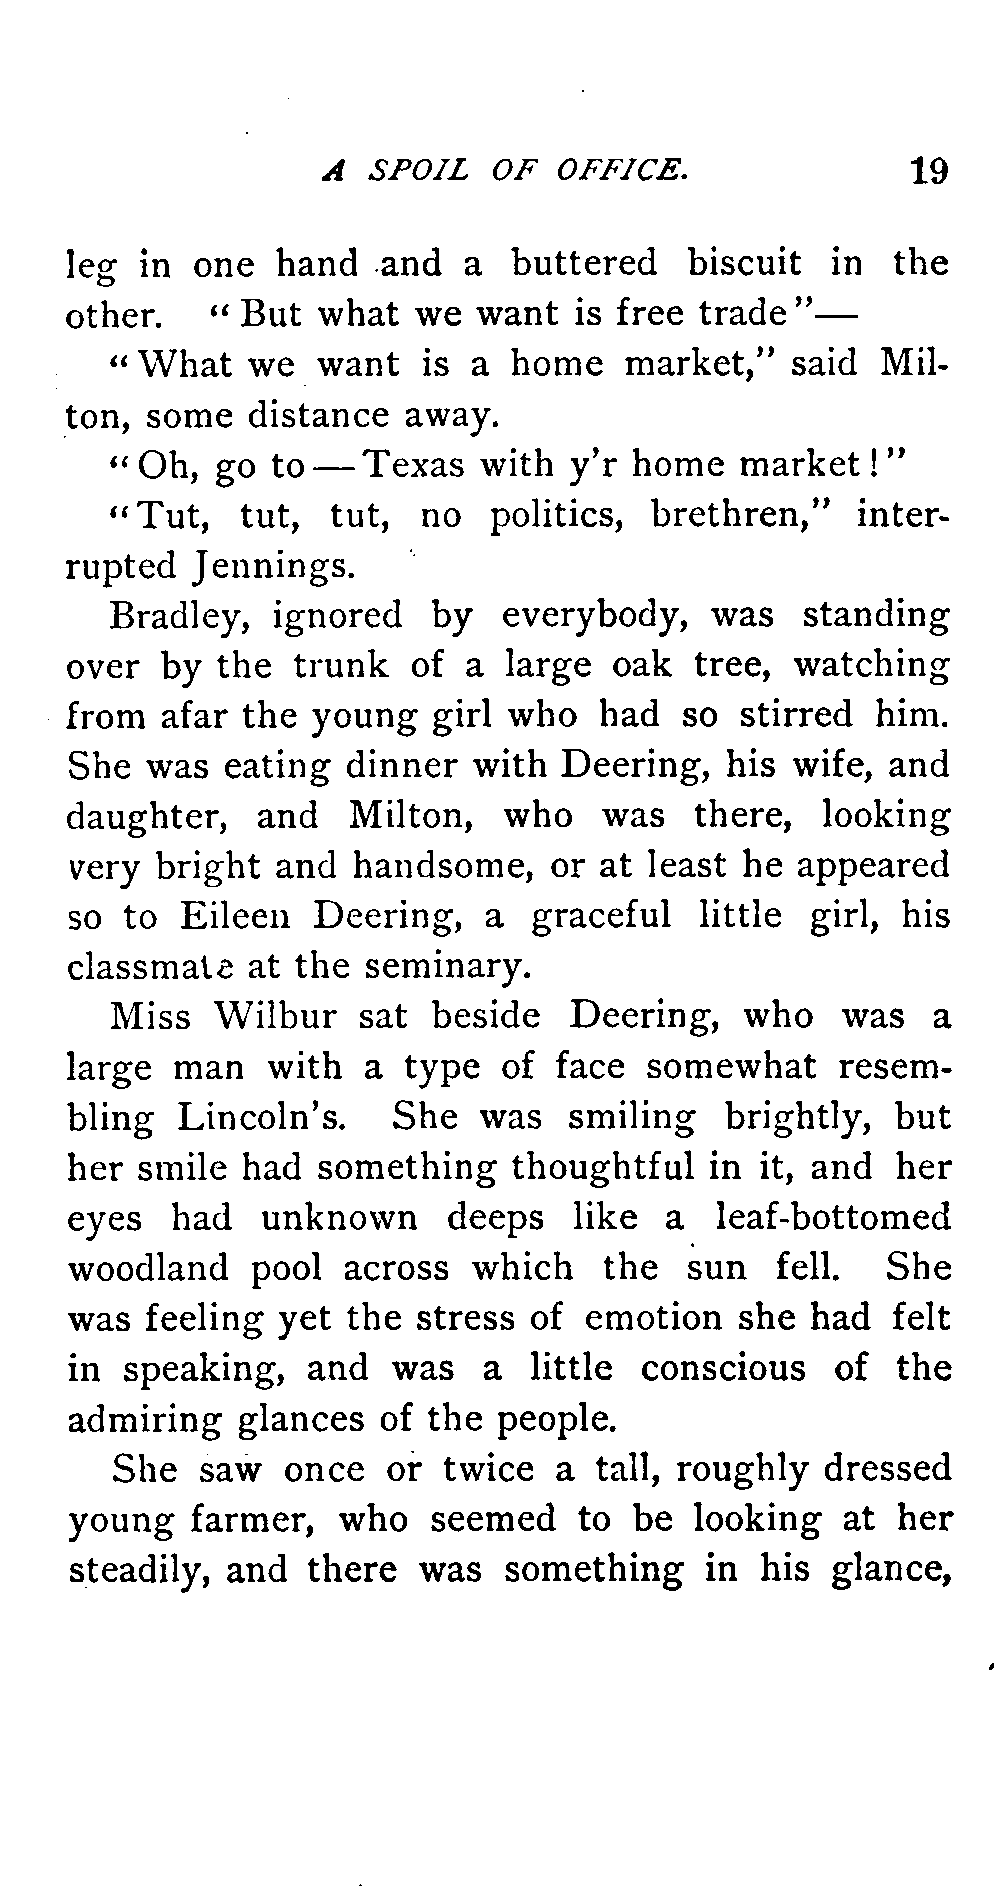 A SPOIL OF OFFICE. 19
leg in one hand and a buttered biscuit in the
other. "But what we want is free trade"—
"What we want is a home market," said Mil-
ton, some distance away.
"Oh, go to—Texas with y'r home market!"
"Tut, tut, tut, no politics, brethren," inter-
rupted Jennings.
Bradley, ignored by everybody, was standing
over by the trunk of a large oak tree, watching
from afar the young girl who had so stirred him.
She was eating dinner with Deering, his wife, and
daughter, and Milton, who was there, looking
very bright and handsome, or at least he appeared
so to Eileen Deering, a graceful little girl, his
classmate at the seminary.
Miss Wilbur sat beside Deering, who was a
large man with a type of face somewhat resem-
bling Lincoln's. She was smiling brightly, but
her smile had something thoughtful in it, and her
eyes had unknown deeps like a leaf-bottomed
woodland pool across which the sun fell. She
was feeling yet the stress of emotion she had felt
in speaking, and was a little conscious of the
admiring glances of the people.
She saw once or twice a tall, roughly dressed
young farmer, who seemed to be looking at her
steadily, and there was something in his glance,